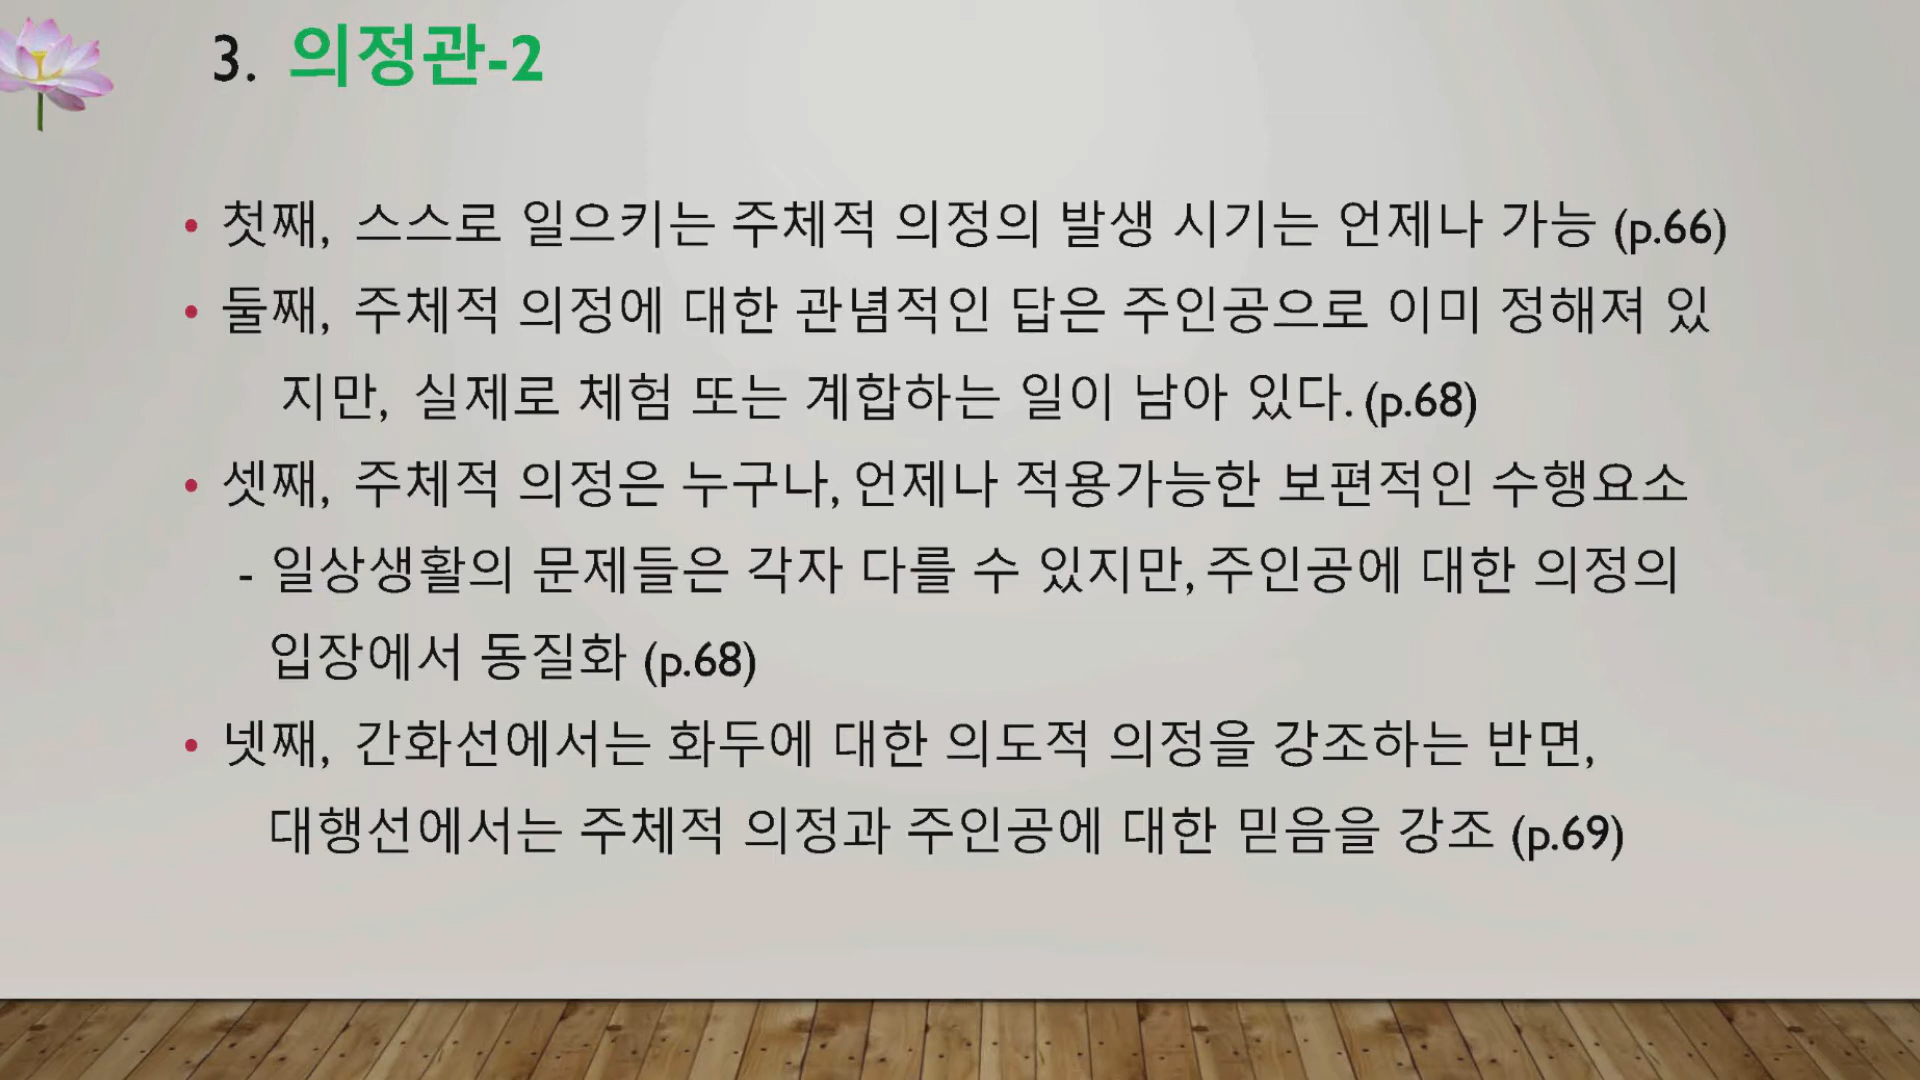 3. 의정관-2
• 첫째, 스스로 일으키는 주체적 의정의 발생 시기는 언제나 가능 (p.66)
• 둘째, 주체적 의정에 대한 관념적인 답은 주인공으로 이미 정해져 있
지만, 실제로 체험 또는 계합하는 일이 남아 있다. (p.68)
• 셋째, 주체적 의정은 누구나, 언제나 적용가능한 보편적인 수행요소
- 일상생활의 문제들은 각자 다를 수 있지만, 주인공에 대한 의정의
입장에서 동질화 (p.68)
• 넷째, 간화선에서는 화두에 대한 의도적 의정을 강조하는 반면,
대행선에서는 주체적 의정과 주인공에 대한 믿음을 강조 (p.69)